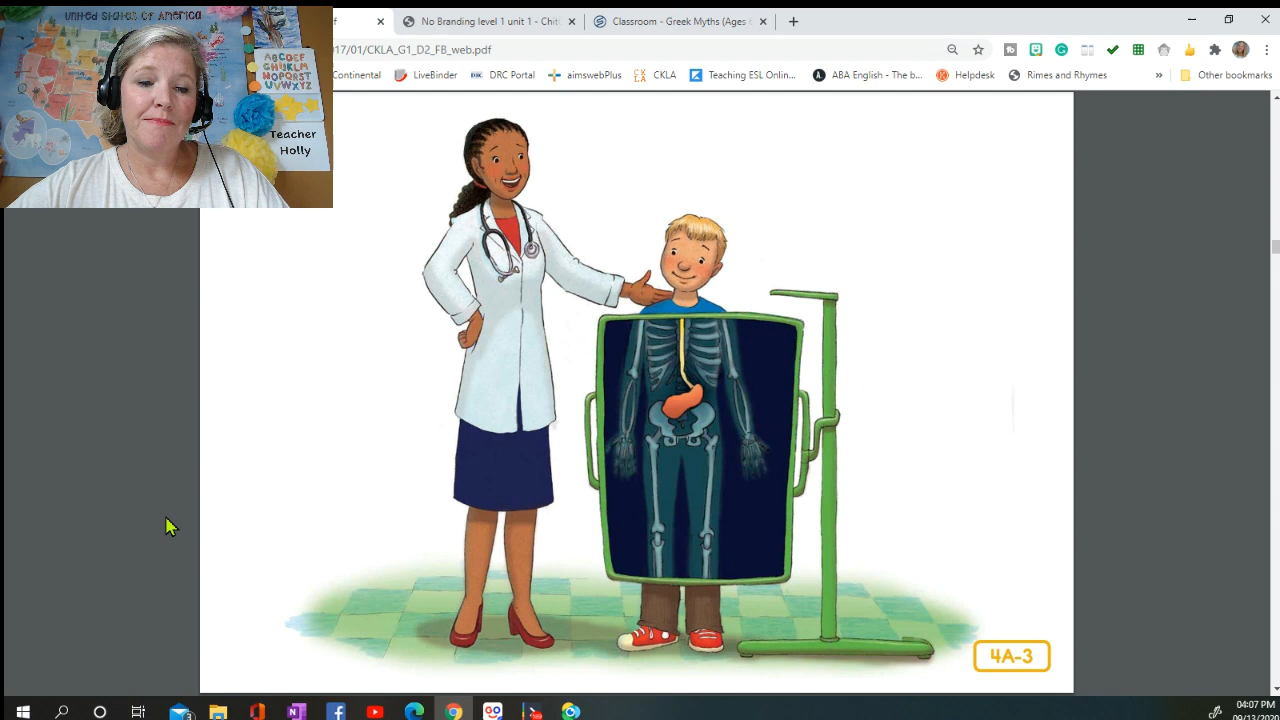 UNITED STATES OF AMERICA
ABCDEF
GHIJKLM
NOPQRST
UVWXYZ
Teacher
Holly
No Branding level 1 unit 1 - Chit
Classroom - Greek Myths (Ages
17/01/CKLA_G1_D2_FB_web.pdf
Continental
LiveBinder
DRC Portal
aimswebPlus
CKLA
Teaching ESL Onlin...
ABA English - The b...
Helpdesk
Rimes and Rhymes
»
Other bookmarks
4A-3
04:07 PM